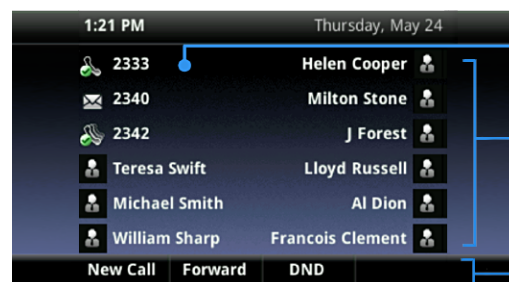 1:21 PM Thursday, May 24
2333 Helen Cooper
2340 Milton Stone
2342 J Forest
Teresa Swift Lloyd Russell
Michael Smith Al Dion
William Sharp Francois Clement
New Call Forward DND